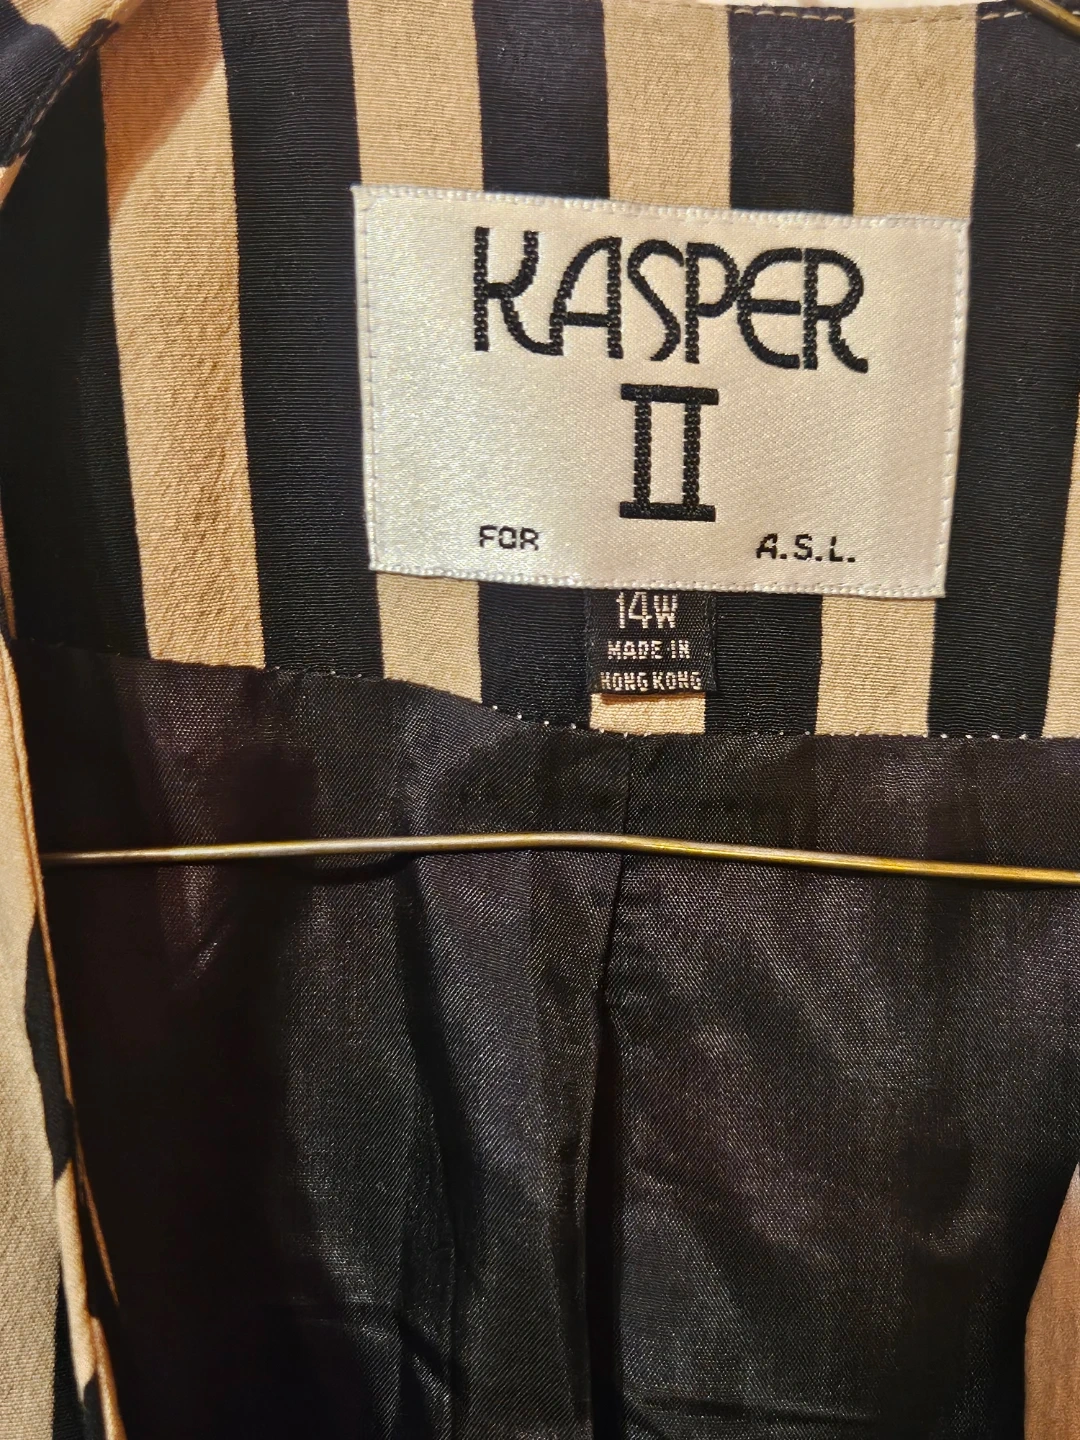 KASPER
II
FOR A.S.L.
14W
MADE IN
HONG KONG